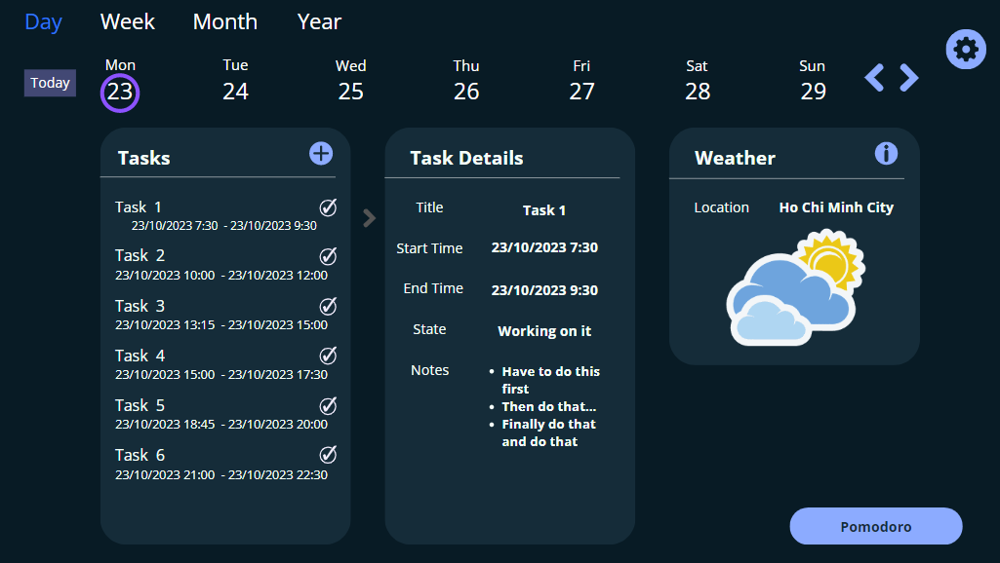 Day Week Month Year
Today
Mon Tue Wed Thu Fri Sat Sun
23 24 25 26 27 28 29
Tasks
Task 1
23/10/2023 7:30 - 23/10/2023 9:30
Task 2
23/10/2023 10:00 - 23/10/2023 12:00
Task 3
23/10/2023 13:15 - 23/10/2023 15:00
Task 4
23/10/2023 15:00 - 23/10/2023 17:30
Task 5
23/10/2023 18:45 - 23/10/2023 20:00
Task 6
23/10/2023 21:00 - 23/10/2023 22:30
Task Details
Title Task 1
Start Time 23/10/2023 7:30
End Time 23/10/2023 9:30
State Working on it
Notes • Have to do this
first
• Then do that...
• Finally do that
and do that
Weather
Location Ho Chi Minh City
Pomodoro